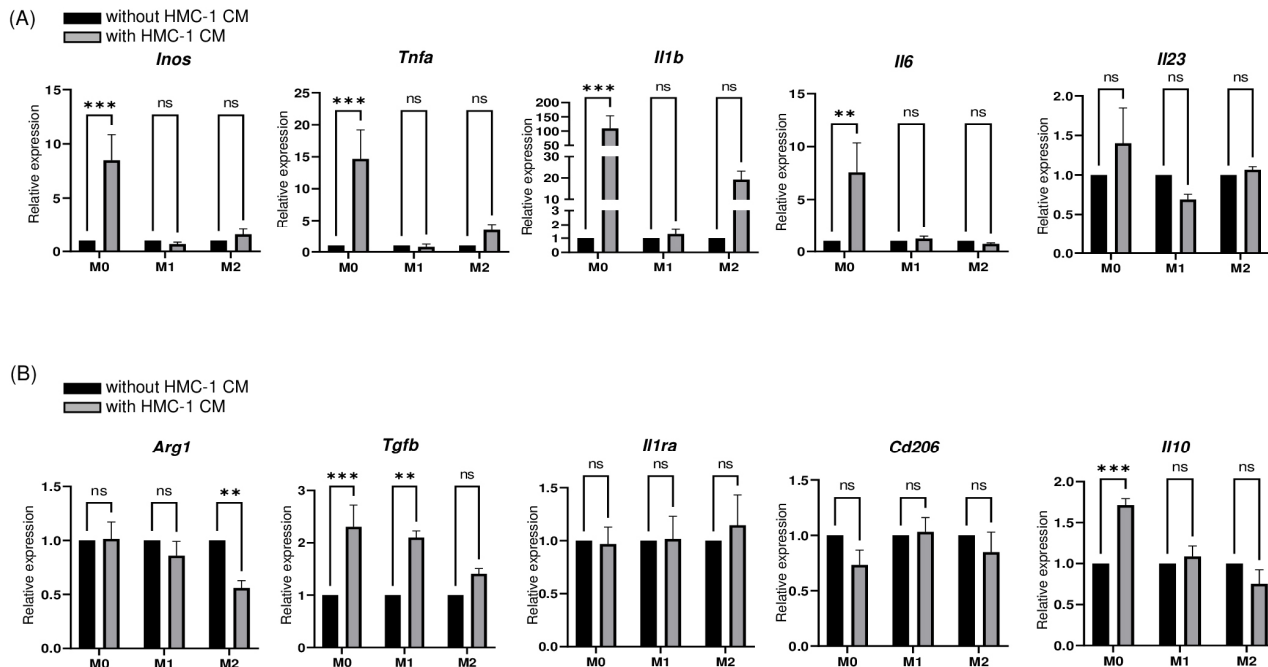 (A)
without HMC-1 CM
with HMC-1 CM
Inos
Relative expression
15
10
5
0
***
ns
ns
M0 M1 M2
Tnfa
Relative expression
25
20
15
10
5
0
***
ns
ns
M0 M1 M2
Il1b
Relative expression
200
150
100
50
30
20
10
4
2
1
0
***
ns
ns
M0 M1 M2
Il6
Relative expression
15
10
5
0
**
ns
ns
M0 M1 M2
Il23
Relative expression
2.0
1.5
1.0
0.5
0.0
ns
ns
ns
M0 M1 M2
(B)
without HMC-1 CM
with HMC-1 CM
Arg1
Relative expression
1.5
1.0
0.5
0.0
ns
ns
**
M0 M1 M2
Tgfb
Relative expression
3
2
1
0
***
**
ns
M0 M1 M2
Il1ra
Relative expression
1.5
1.0
0.5
0.0
ns
ns
ns
M0 M1 M2
Cd206
Relative expression
1.5
1.0
0.5
0.0
ns
ns
ns
M0 M1 M2
Il10
Relative expression
2.0
1.5
1.0
0.5
0.0
***
ns
ns
M0 M1 M2